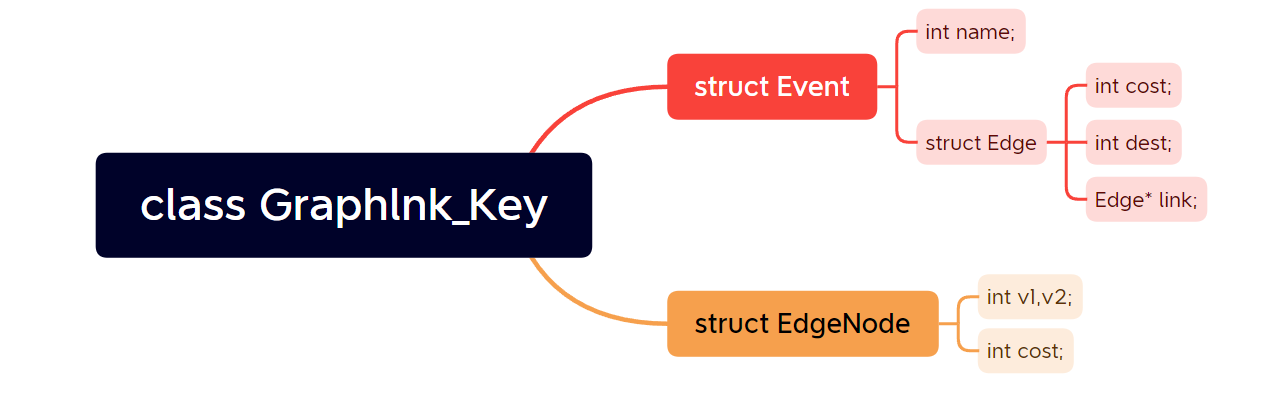 class Graphlnk_Key
struct Event
int name;
struct Edge
int cost;
int dest;
Edge* link;
struct EdgeNode
int v1,v2;
int cost;